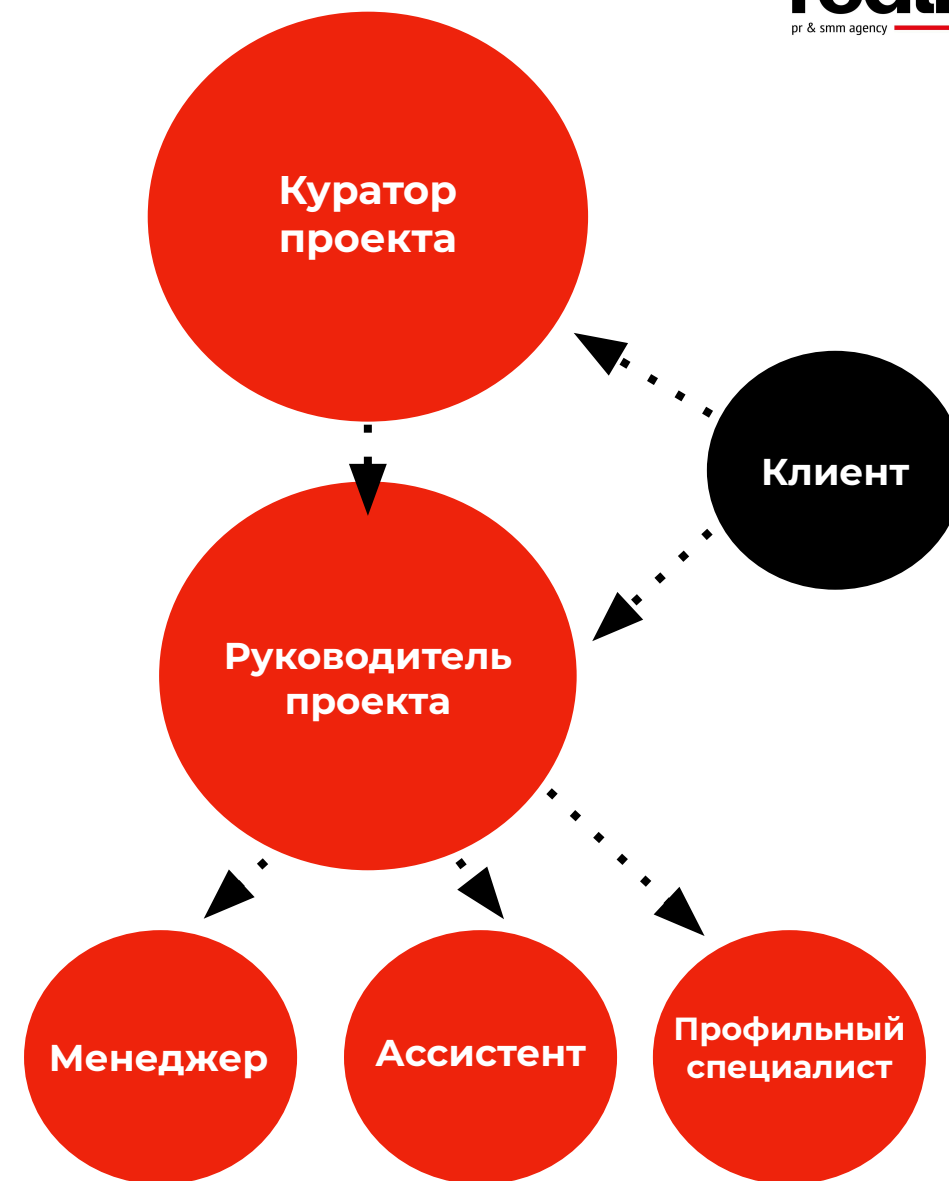 pr & smm agency
Куратор
проекта
Клиент
Руководитель
проекта
Менеджер
Ассистент
Профильный
специалист